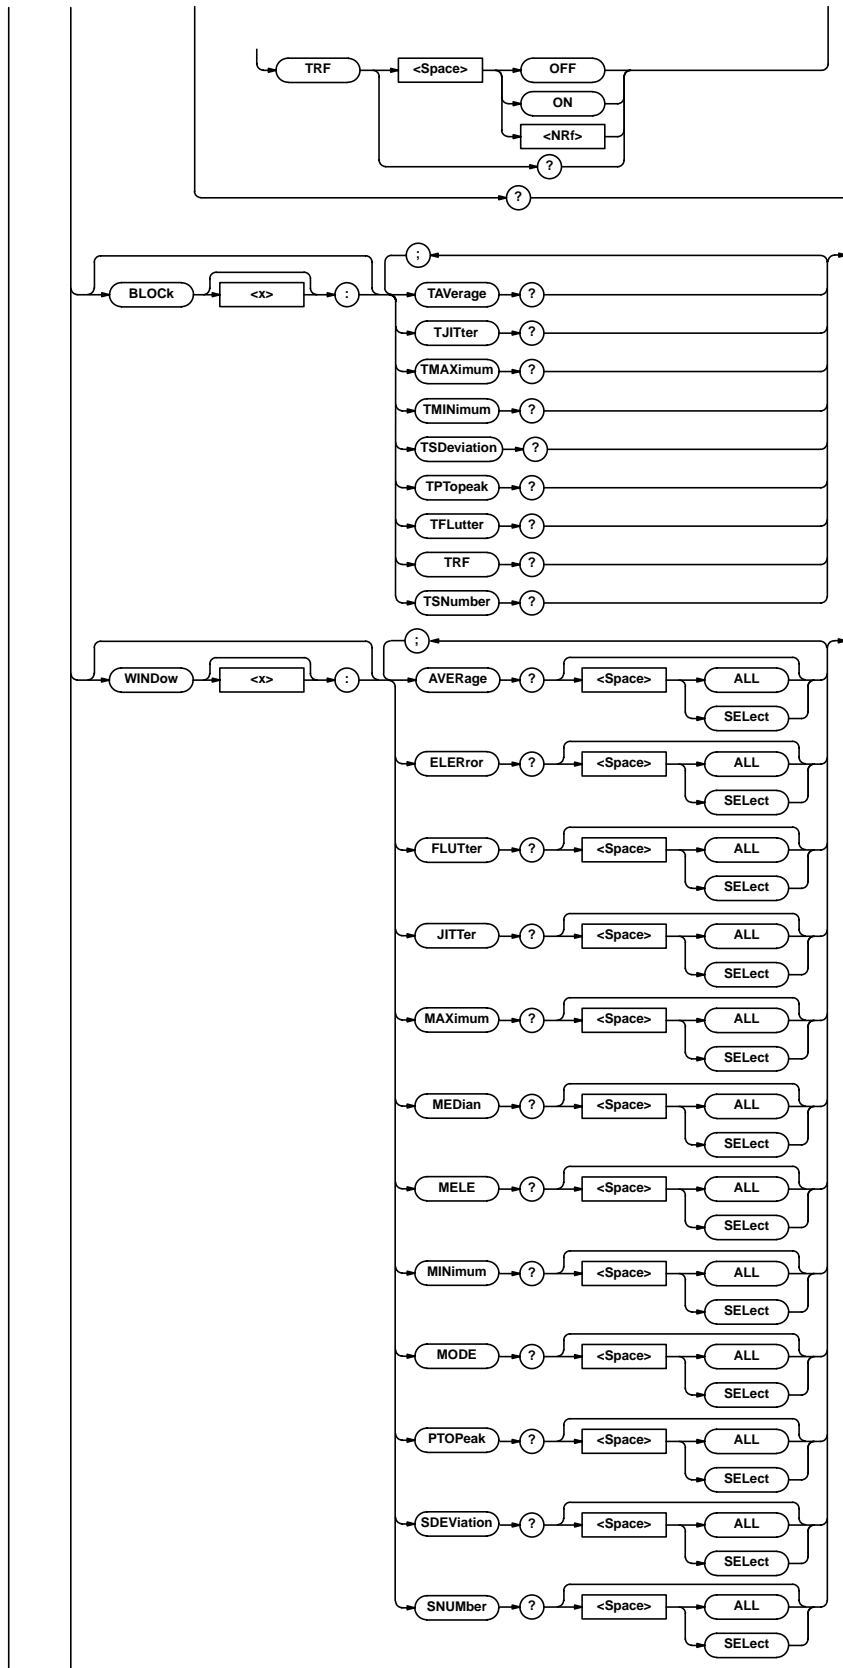 TRF <Space> OFF
ON
<NRf>
?
?
;
BLOCk <x> : TAVerage ?
TJITter ?
TMAXimum ?
TMINimum ?
TSDeviation ?
TPTopeak ?
TFLutter ?
TRF ?
TSNumber ?
;
WINDow <x> : AVERage ? <Space> ALL
SELect
ELERror ? <Space> ALL
SELect
FLUTter ? <Space> ALL
SELect
JITTer ? <Space> ALL
SELect
MAXimum ? <Space> ALL
SELect
MEDian ? <Space> ALL
SELect
MELE ? <Space> ALL
SELect
MINimum ? <Space> ALL
SELect
MODE ? <Space> ALL
SELect
PTOPeak ? <Space> ALL
SELect
SDEViation ? <Space> ALL
SELect
SNUMber ? <Space> ALL
SELect